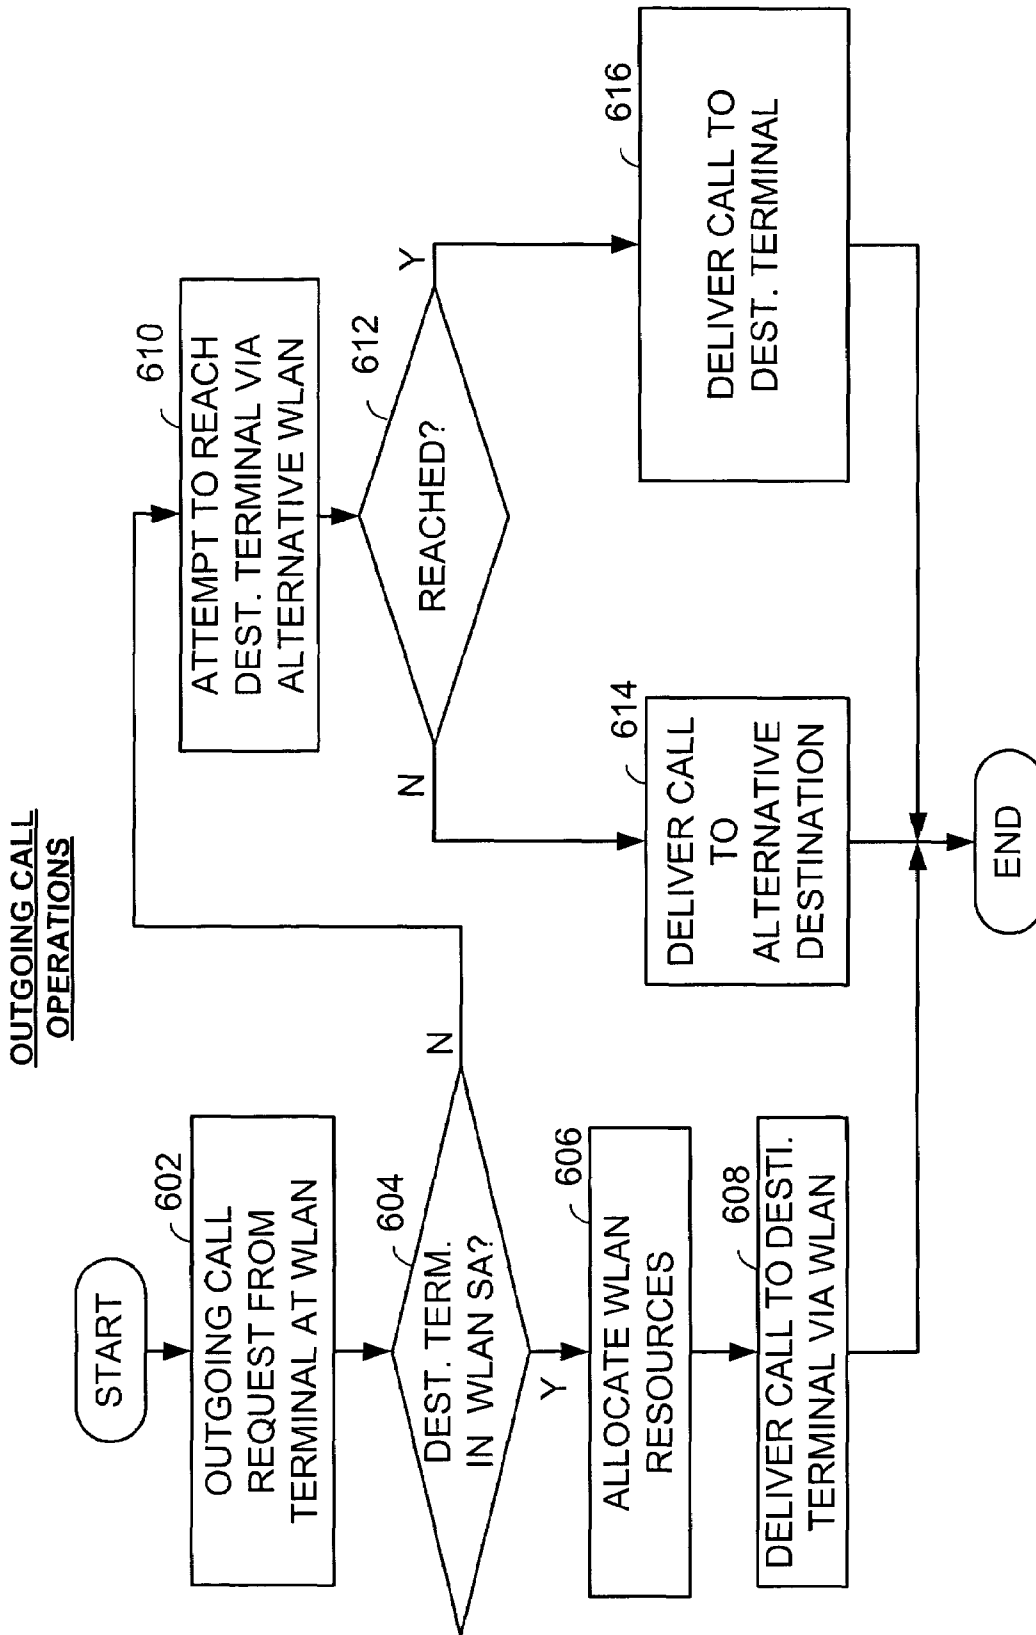 OUTGOING CALL
OPERATIONS
START
602
OUTGOING CALL
REQUEST FROM
TERMINAL AT WLAN
604
DEST. TERM.
IN WLAN SA?
N
Y
606
ALLOCATE WLAN
RESOURCES
608
DELIVER CALL TO DESTI.
TERMINAL VIA WLAN
610
ATTEMPT TO REACH
DEST. TERMINAL VIA
ALTERNATIVE WLAN
612
REACHED?
N
Y
614
DELIVER CALL
TO
ALTERNATIVE
DESTINATION
616
DELIVER CALL TO
DEST. TERMINAL
END